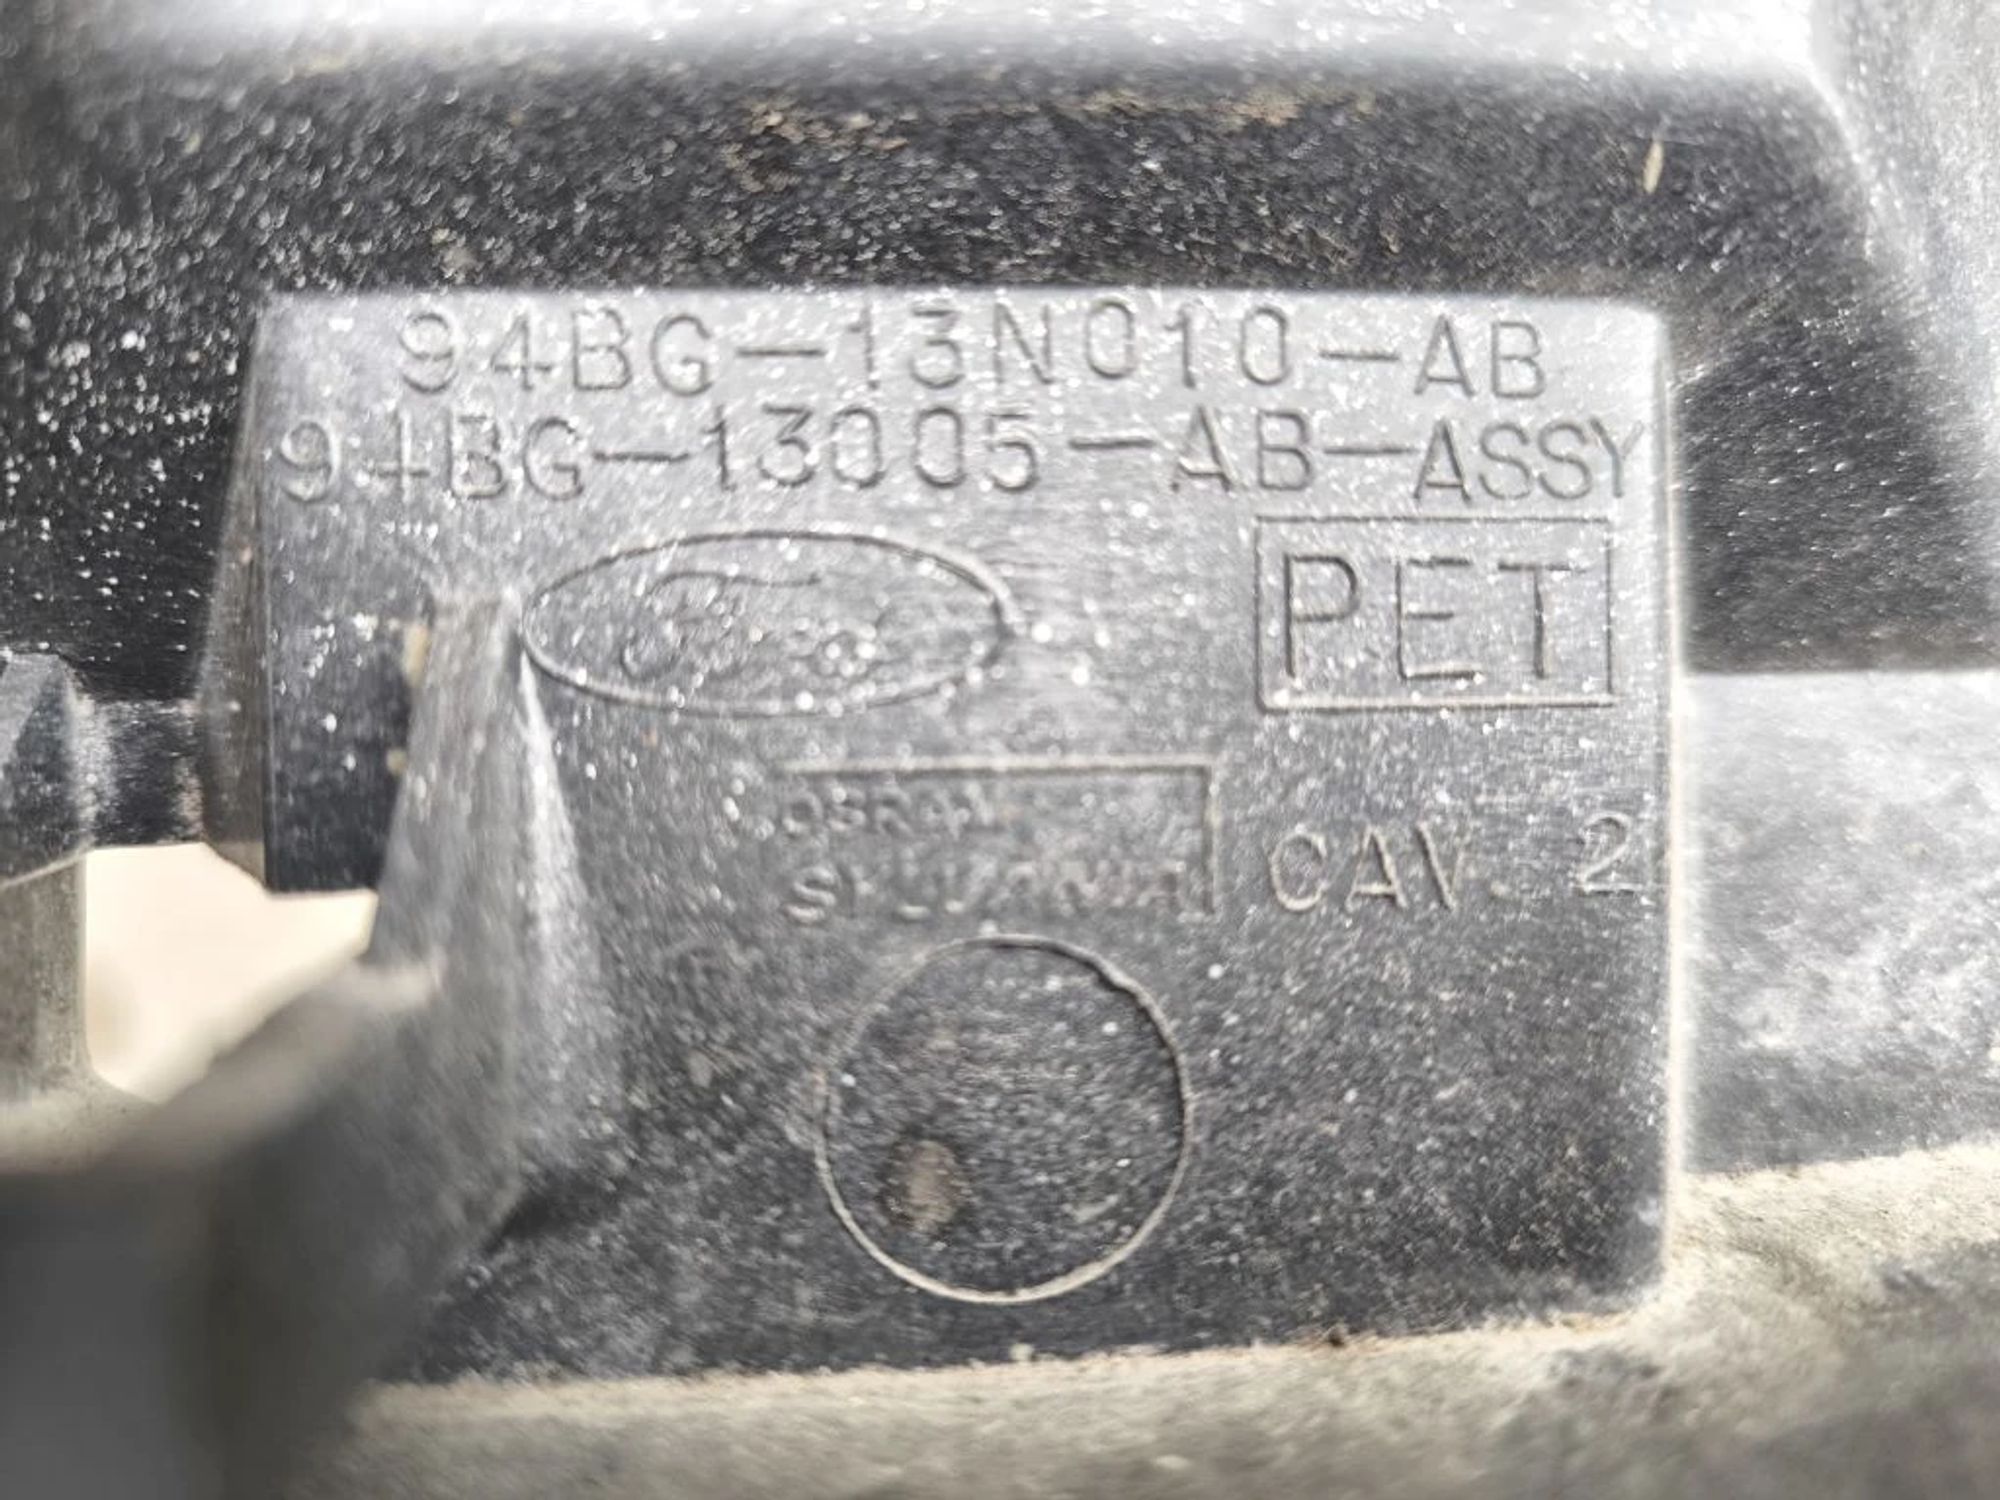 94BG-13N010-AB
94BG-13005-AB-ASSY
Ford
PET
OSRAM
SYLVANIA
CAV. 2